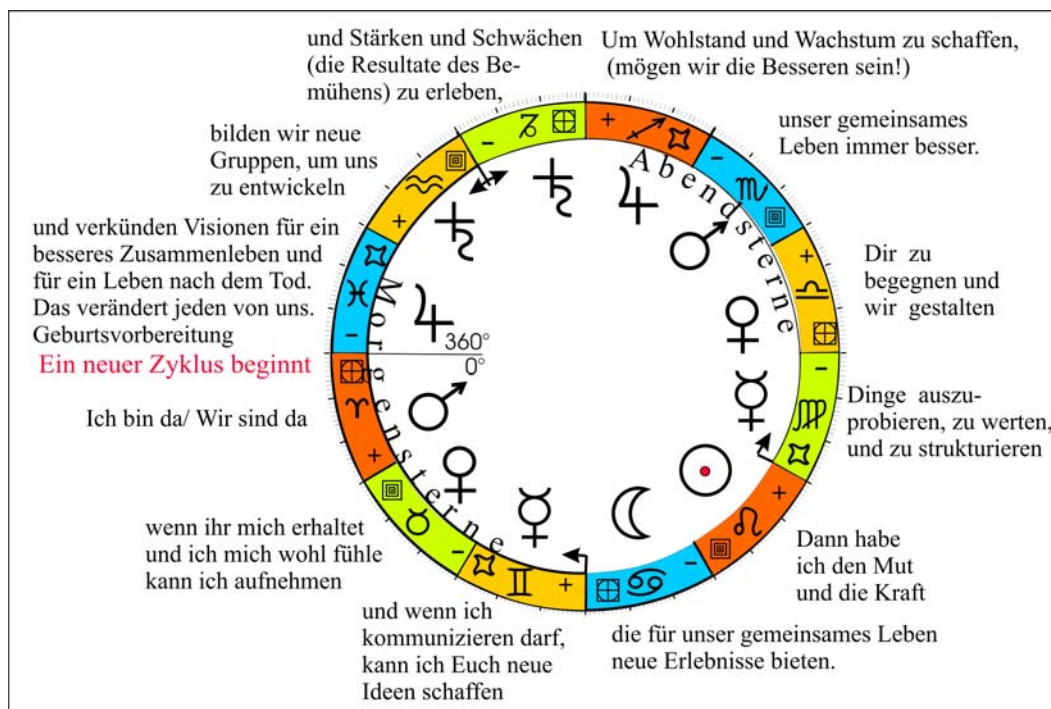 und Stärken und Schwächen
(die Resultate des Be-
mühens) zu erleben,
Um Wohlstand und Wachstum zu schaffen,
(mögen wir die Besseren sein!)
bilden wir neue
Gruppen, um uns
zu entwickeln
unser gemeinsames
Leben immer besser.
und verkünden Visionen für ein
besseres Zusammenleben und
für ein Leben nach dem Tod.
Das verändert jeden von uns.
Geburtsvorbereitung
Ein neuer Zyklus beginnt
Dir zu
begegnen und
wir gestalten
Abendsterne
Morgensterne
360°
0°
Ich bin da/ Wir sind da
Dinge auszu-
probieren, zu werten,
und zu strukturieren
wenn ihr mich erhaltet
und ich mich wohl fühle
kann ich aufnehmen
Dann habe
ich den Mut
und die Kraft
und wenn ich
kommunizieren darf,
kann ich Euch neue
Ideen schaffen
die für unser gemeinsames Leben
neue Erlebnisse bieten.